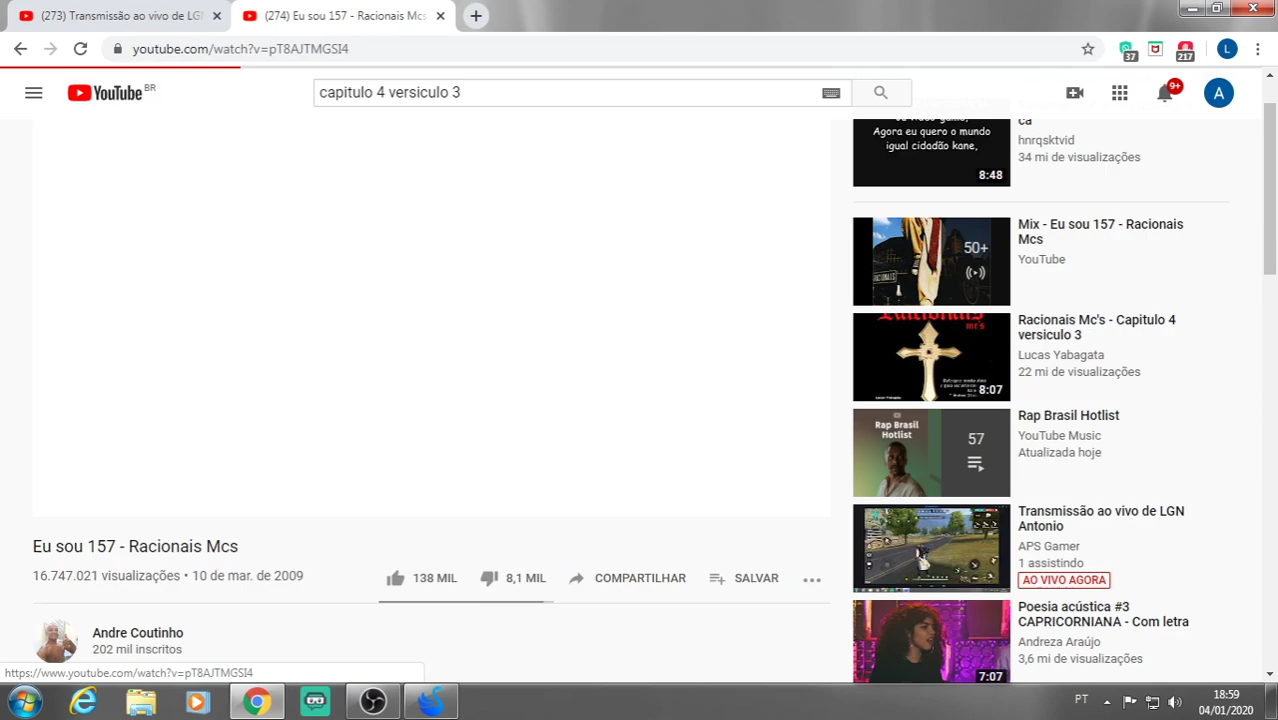 (273) Transmissão ao vivo de LGN
(274) Eu sou 157 - Racionais Mcs
youtube.com/watch?v=pT8AJTMGSI4
37
217
L
YouTube BR
capitulo 4 versiculo 3
9+
A
Agora eu quero o mundo
igual cidadão kane,
8:48
ca
hnrqsktvid
34 mi de visualizações
50+
Mix - Eu sou 157 - Racionais
Mcs
YouTube
Racionais
mc's
8:07
Racionais Mc's - Capitulo 4
versiculo 3
Lucas Yabagata
22 mi de visualizações
Rap Brasil
Hotlist
57
Rap Brasil Hotlist
YouTube Music
Atualizada hoje
Transmissão ao vivo de LGN
Antonio
APS Gamer
1 assistindo
AO VIVO AGORA
Eu sou 157 - Racionais Mcs
16.747.021 visualizações • 10 de mar. de 2009
138 MIL
8,1 MIL
COMPARTILHAR
SALVAR
Andre Coutinho
202 mil inscritos
7:07
Poesia acústica #3
CAPRICORNIANA - Com letra
Andreza Araújo
3,6 mi de visualizações
https://www.youtube.com/watch?v=pT8AJTMGSI4
PT
18:59
04/01/2020